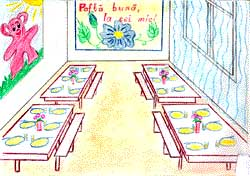 Poftă bună,
la cei mici!